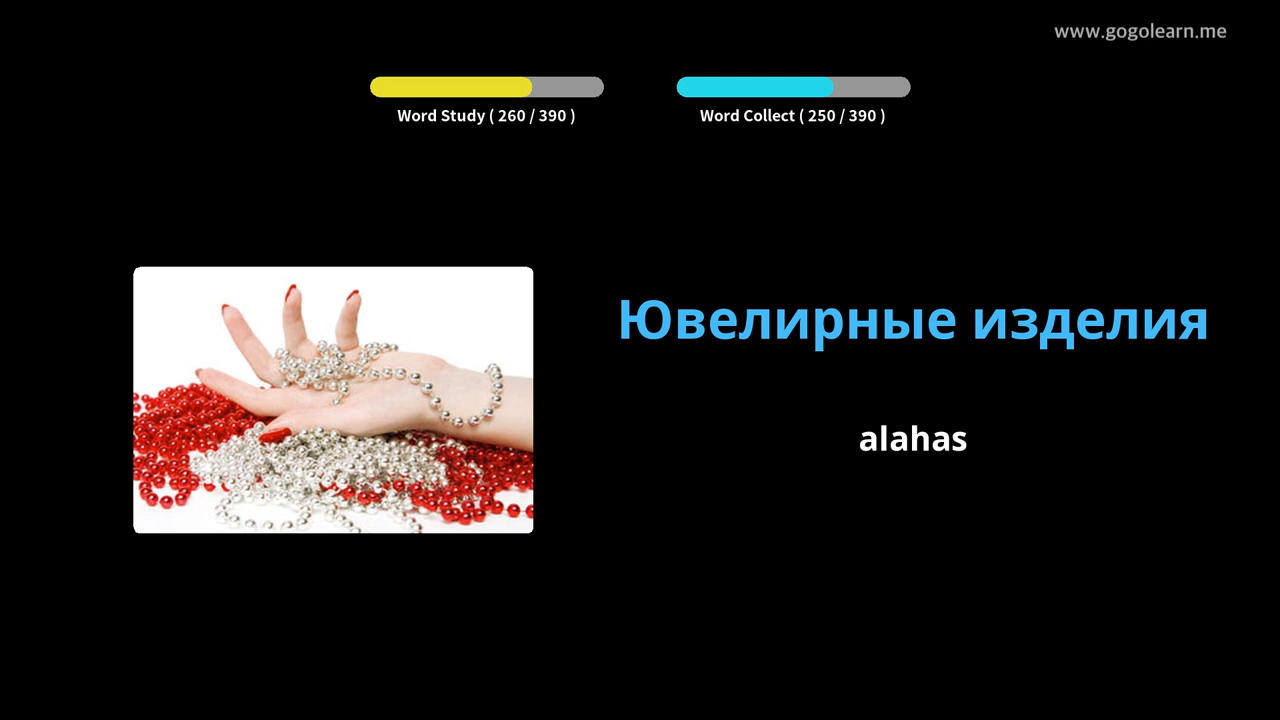 www.gogolearn.me
Word Study ( 260 / 390 )
Word Collect ( 250 / 390 )
Ювелирные изделия
alahas